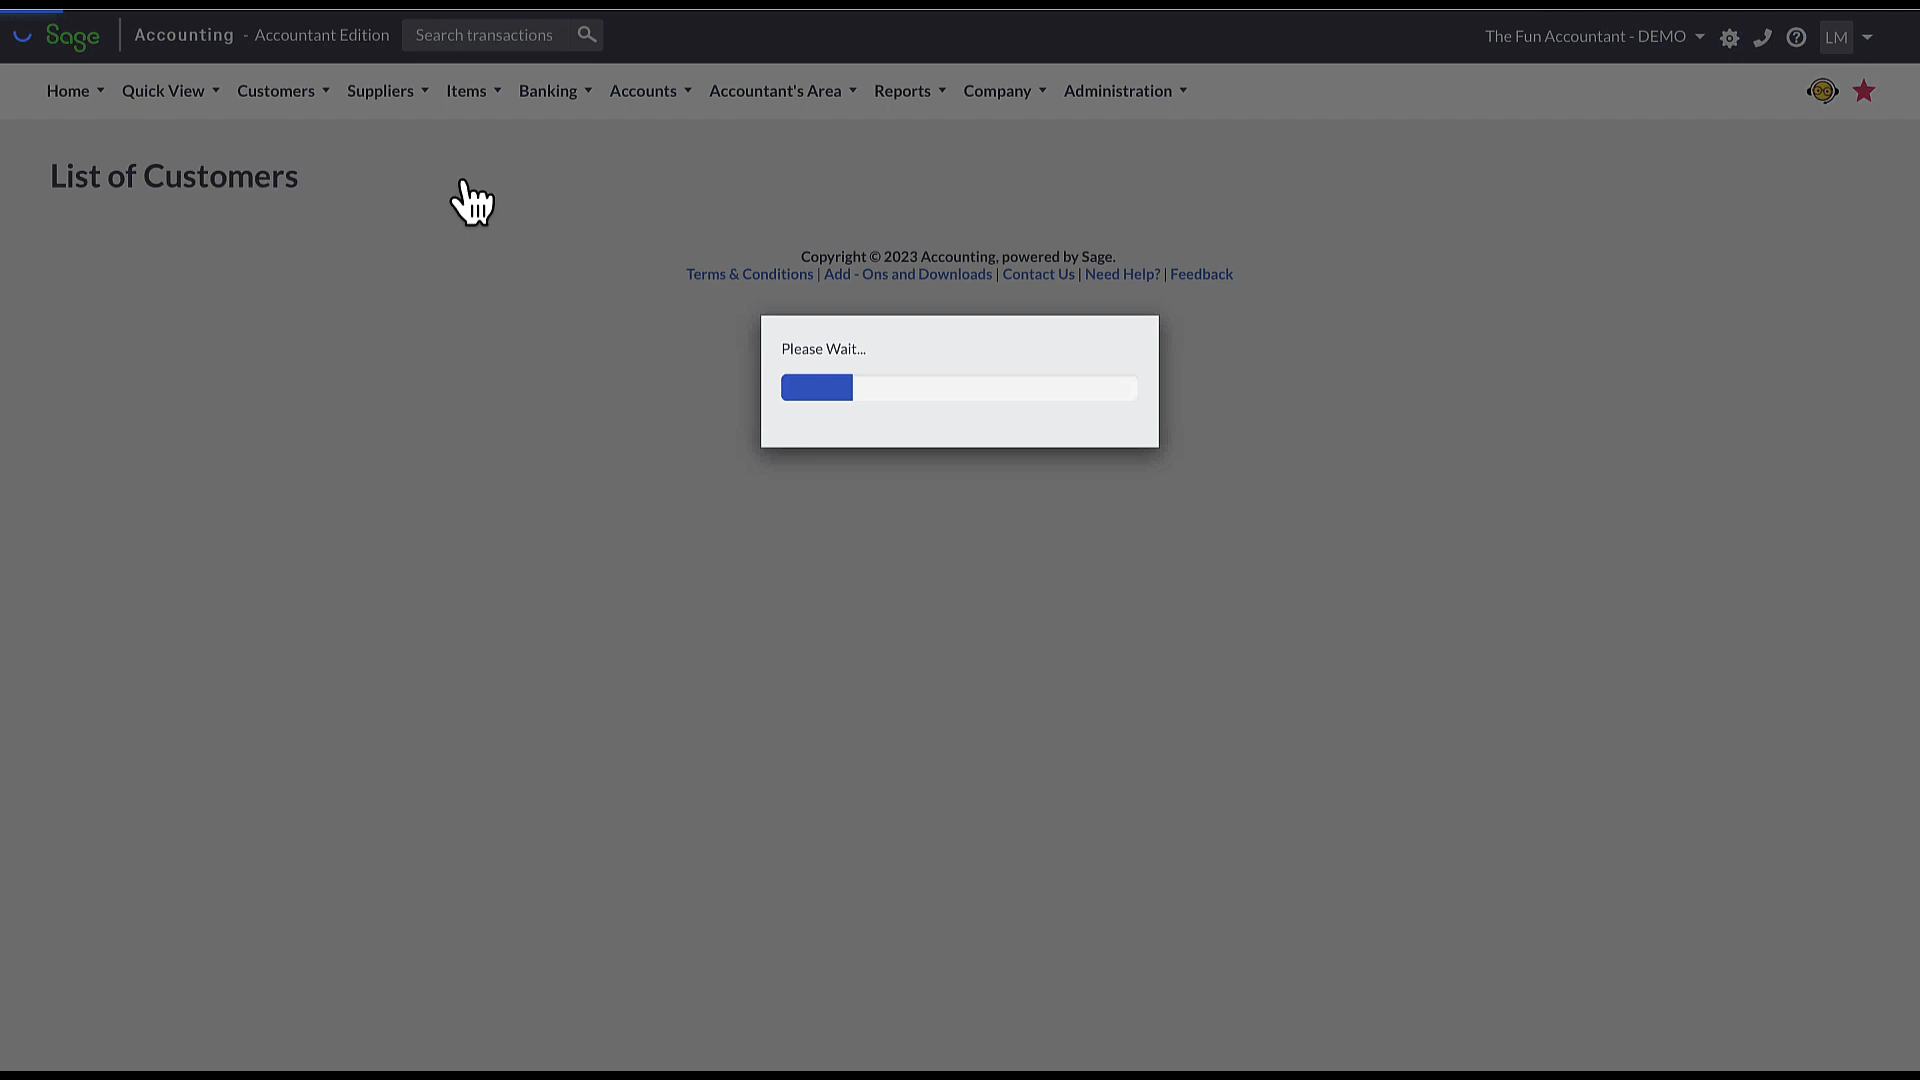 Sage Accounting - Accountant Edition Search transactions The Fun Accountant - DEMO LM
Home Quick View Customers Suppliers Items Banking Accounts Accountant's Area Reports Company Administration
List of Customers
Copyright © 2023 Accounting, powered by Sage.
Terms & Conditions | Add - Ons and Downloads | Contact Us | Need Help? | Feedback
Please Wait...